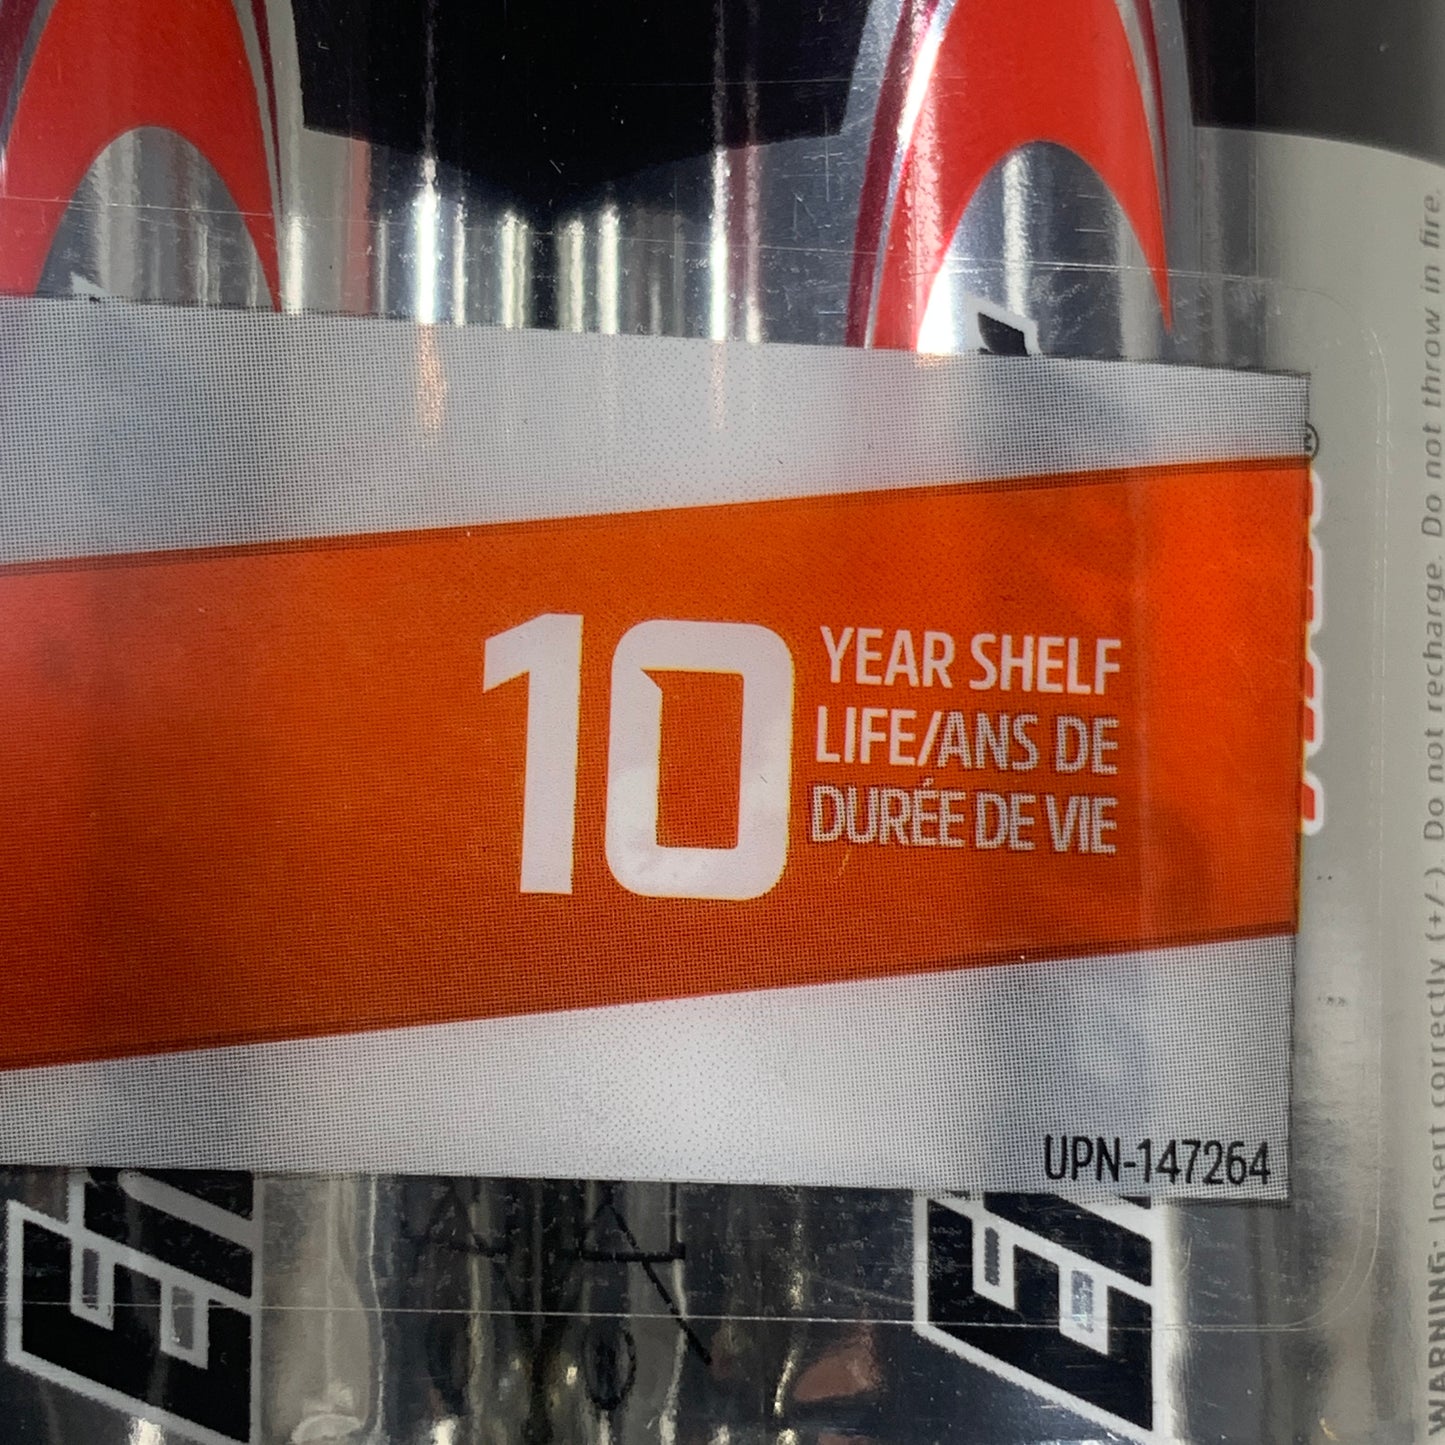 10
YEAR SHELF
LIFE/ANS DE
DURÉE DE VIE
UPN-147264
WARNING: Insert correctly (+/-). Do not recharge. Do not throw in fire.